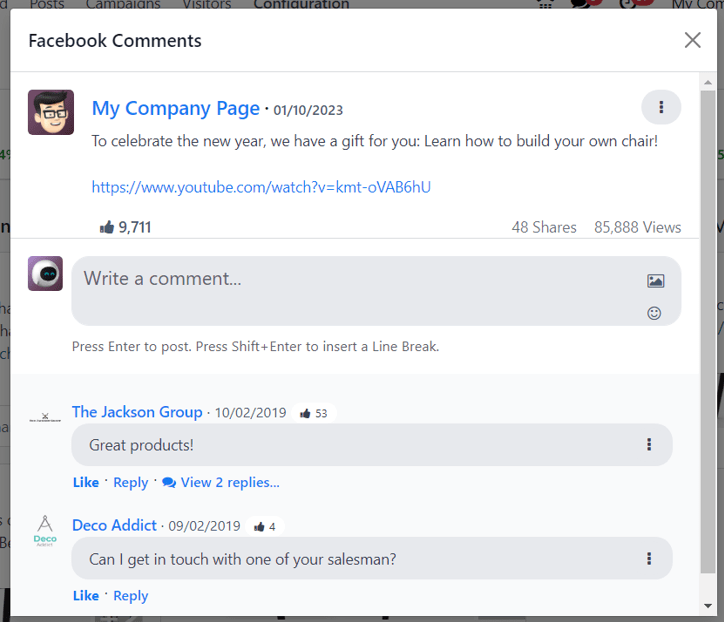 Posts Campaigns Visitors Configuration My Com
Facebook Comments
My Company Page · 01/10/2023
To celebrate the new year, we have a gift for you: Learn how to build your own chair!
https://www.youtube.com/watch?v=kmt-oVAB6hU
9,711 48 Shares 85,888 Views
Write a comment...
Press Enter to post. Press Shift+Enter to insert a Line Break.
The Jackson Group · 10/02/2019 53
Great products!
Like · Reply · View 2 replies...
Deco Addict · 09/02/2019 4
Deco
Addict
Can I get in touch with one of your salesman?
Like · Reply